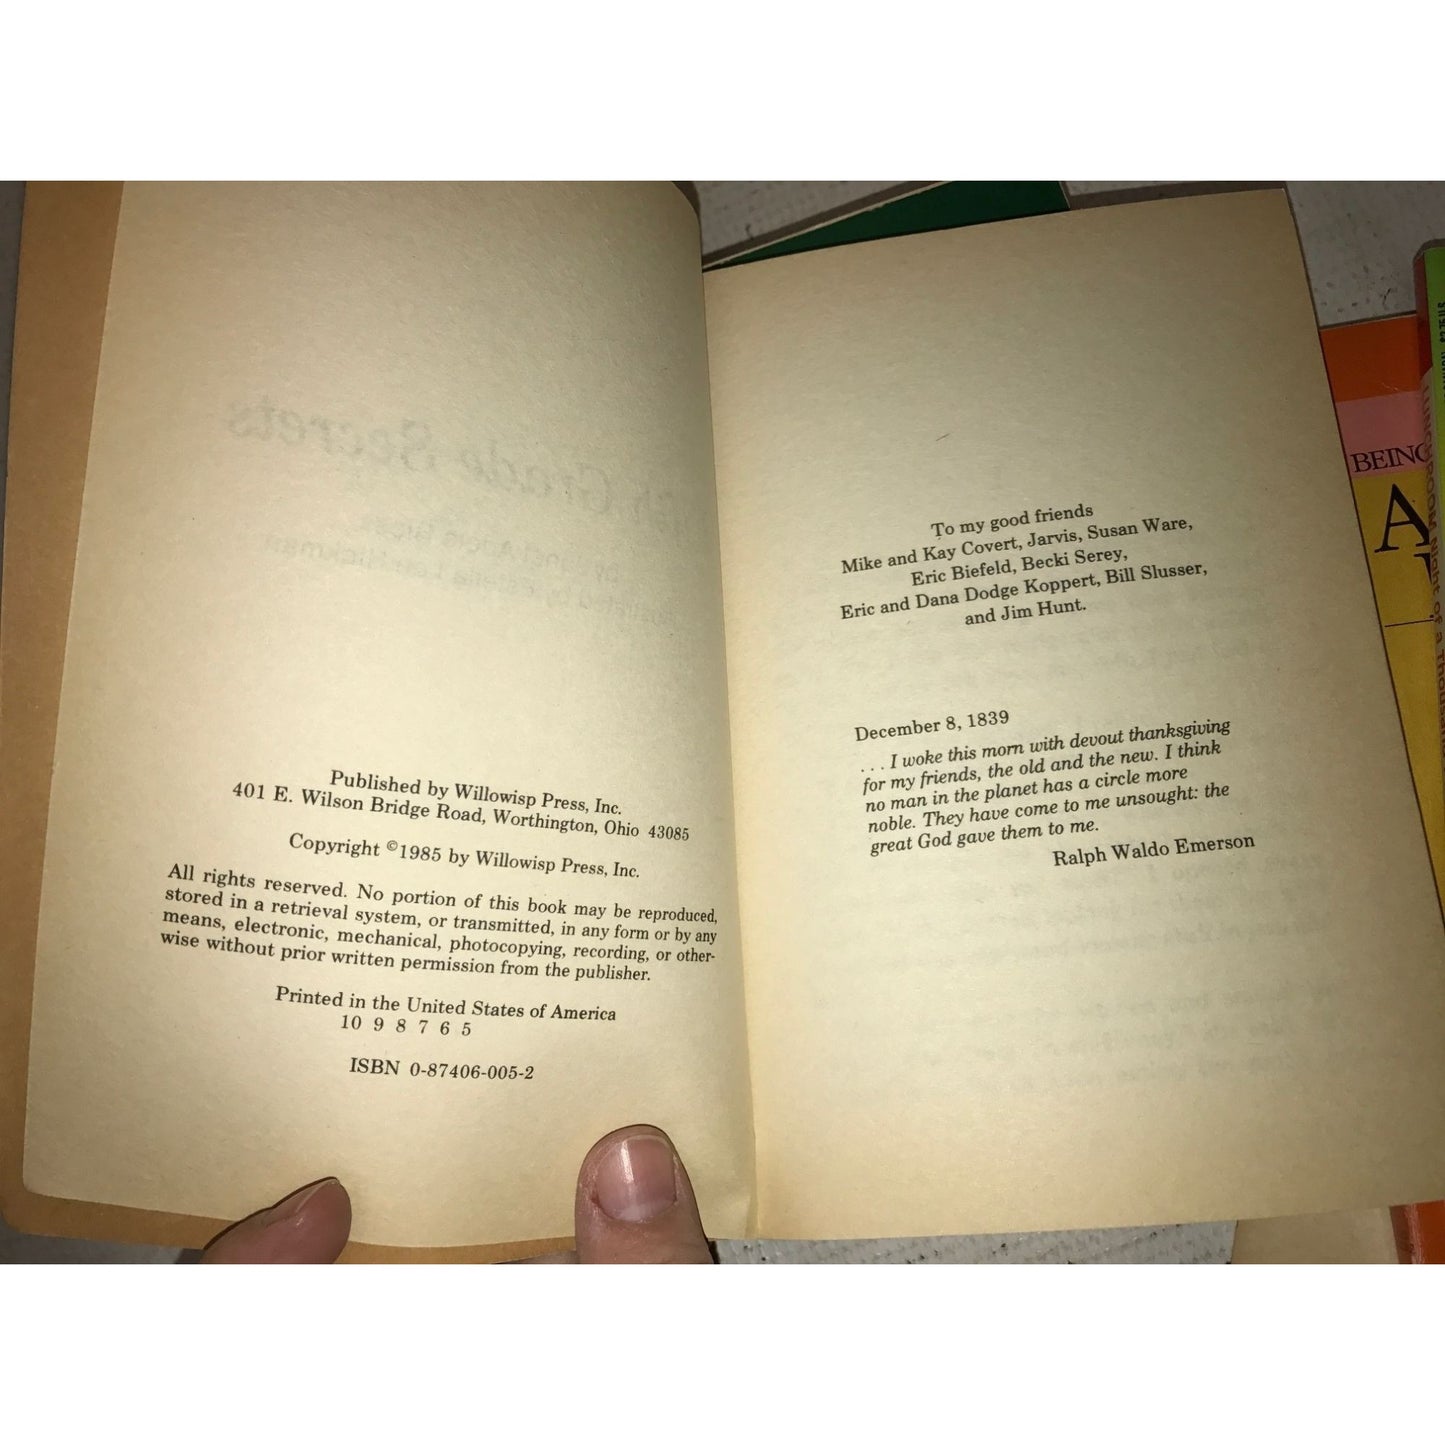 Published by Willowisp Press, Inc.
401 E. Wilson Bridge Road, Worthington, Ohio 43085
Copyright ©1985 by Willowisp Press, Inc.
All rights reserved. No portion of this book may be reproduced,
stored in a retrieval system, or transmitted, in any form or by any
means, electronic, mechanical, photocopying, recording, or other-
wise without prior written permission from the publisher.
Printed in the United States of America
10 9 8 7 6 5
ISBN 0-87406-005-2
To my good friends
Mike and Kay Covert, Jarvis, Susan Ware,
Eric Biefeld, Becki Serey,
Eric and Dana Dodge Koppert, Bill Slusser,
and Jim Hunt.
December 8, 1839
. . . I woke this morn with devout thanksgiving
for my friends, the old and the new. I think
no man in the planet has a circle more
noble. They have come to me unsought: the
great God gave them to me.
Ralph Waldo Emerson
BEING
A
LUNCHROOM Night of a
Grade Secrets